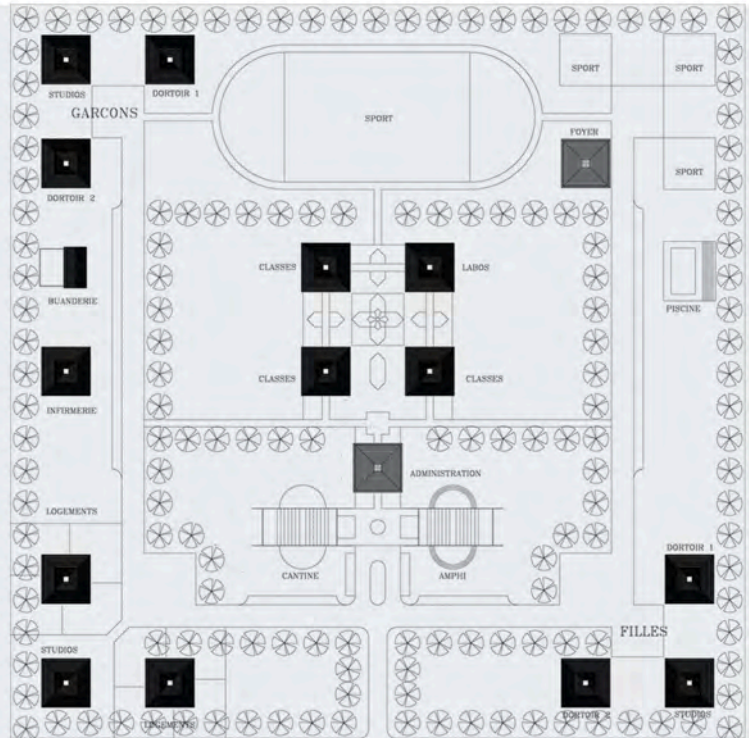 STUDIOS
DORTOIR 1
GARCONS
SPORT
SPORT
SPORT
FOYER
SPORT
DORTOIR 2
CLASSES
LABOS
BUANDERIE
PISCINE
CLASSES
CLASSES
INFIRMERIE
ADMINISTRATION
LOGEMENTS
CANTINE
AMPHI
DORTOIR 1
FILLES
STUDIOS
LOGEMENTS
DORTOIR 2
STUDIOS